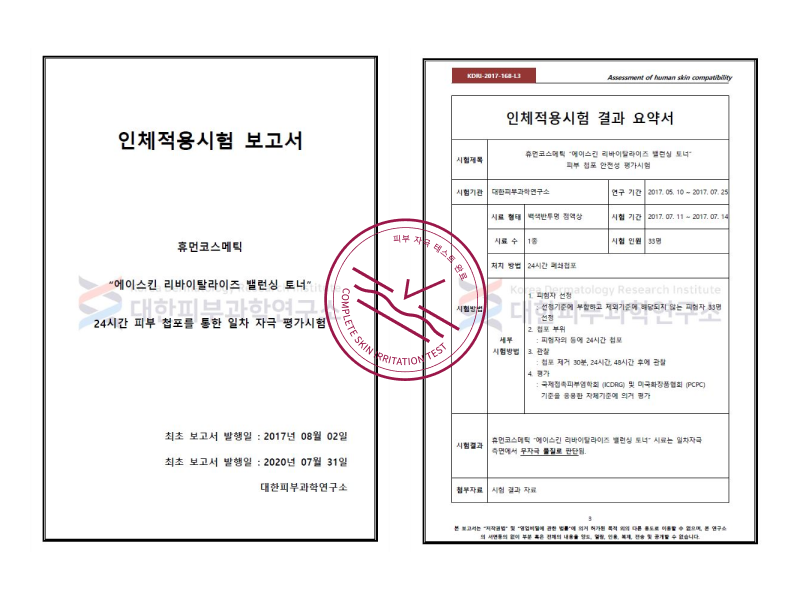 인체적용시험 보고서
휴먼코스메틱
"에이스킨 리바이탈라이즈 밸런싱 토너"
대한피부과학연구소
24시간 피부 첩포를 통한 일차 자극 평가시험
최초 보고서 발행일 : 2017년 08월 02일
최초 보고서 발행일 : 2020년 07월 31일
대한피부과학연구소
피부 자극 테스트 완료
COMPLETE SKIN IRRITATION TEST
KDRI-2017-168-L3
Assessment of human skin compatibility
인체적용시험 결과 요약서
시험제목
휴먼코스메틱 "에이스킨 리바이탈라이즈 밸런싱 토너"
피부 첩포 안전성 평가시험
시험기관 대한피부과학연구소 연구 기간 2017. 05. 10 ~ 2017. 07. 25
시료 형태 백색반투명 점액상 시험 기간 2017. 07. 11 ~ 2017. 07. 14
시료 수 1종 시험 인원 33명
처치 방법 24시간 폐쇄첩포
Korea Dermatology Research Institute
대한피부과학연구소
시험방법
세부
시험방법
1. 피험자 선정
: 선정기준에 부합하고 제외기준에 해당되지 않는 피험자 33명
선정
2. 첩포 부위
: 피험자의 등에 24시간 첩포
3. 관찰
: 첩포 제거 30분, 24시간, 48시간 후에 관찰
4. 평가
: 국제접촉피부염학회 (ICDRG) 및 미국화장품협회 (PCPC)
기준을 응용한 자체기준에 의거 평가
시험결과
휴먼코스메틱 "에이스킨 리바이탈라이즈 밸런싱 토너" 시료는 일차자극
측면에서 무자극 물질로 판단됨.
첨부자료 시험 결과 자료
3
본 보고서는 "저작권법" 및 "영업비밀에 관한 법률"에 의거 허가된 목적 외의 다른 용도로 이용할 수 없으며, 본 연구소
의 서면동의 없이 부분 혹은 전체의 내용을 양도, 열람, 인용, 복제, 전송 및 공개할 수 없습니다.